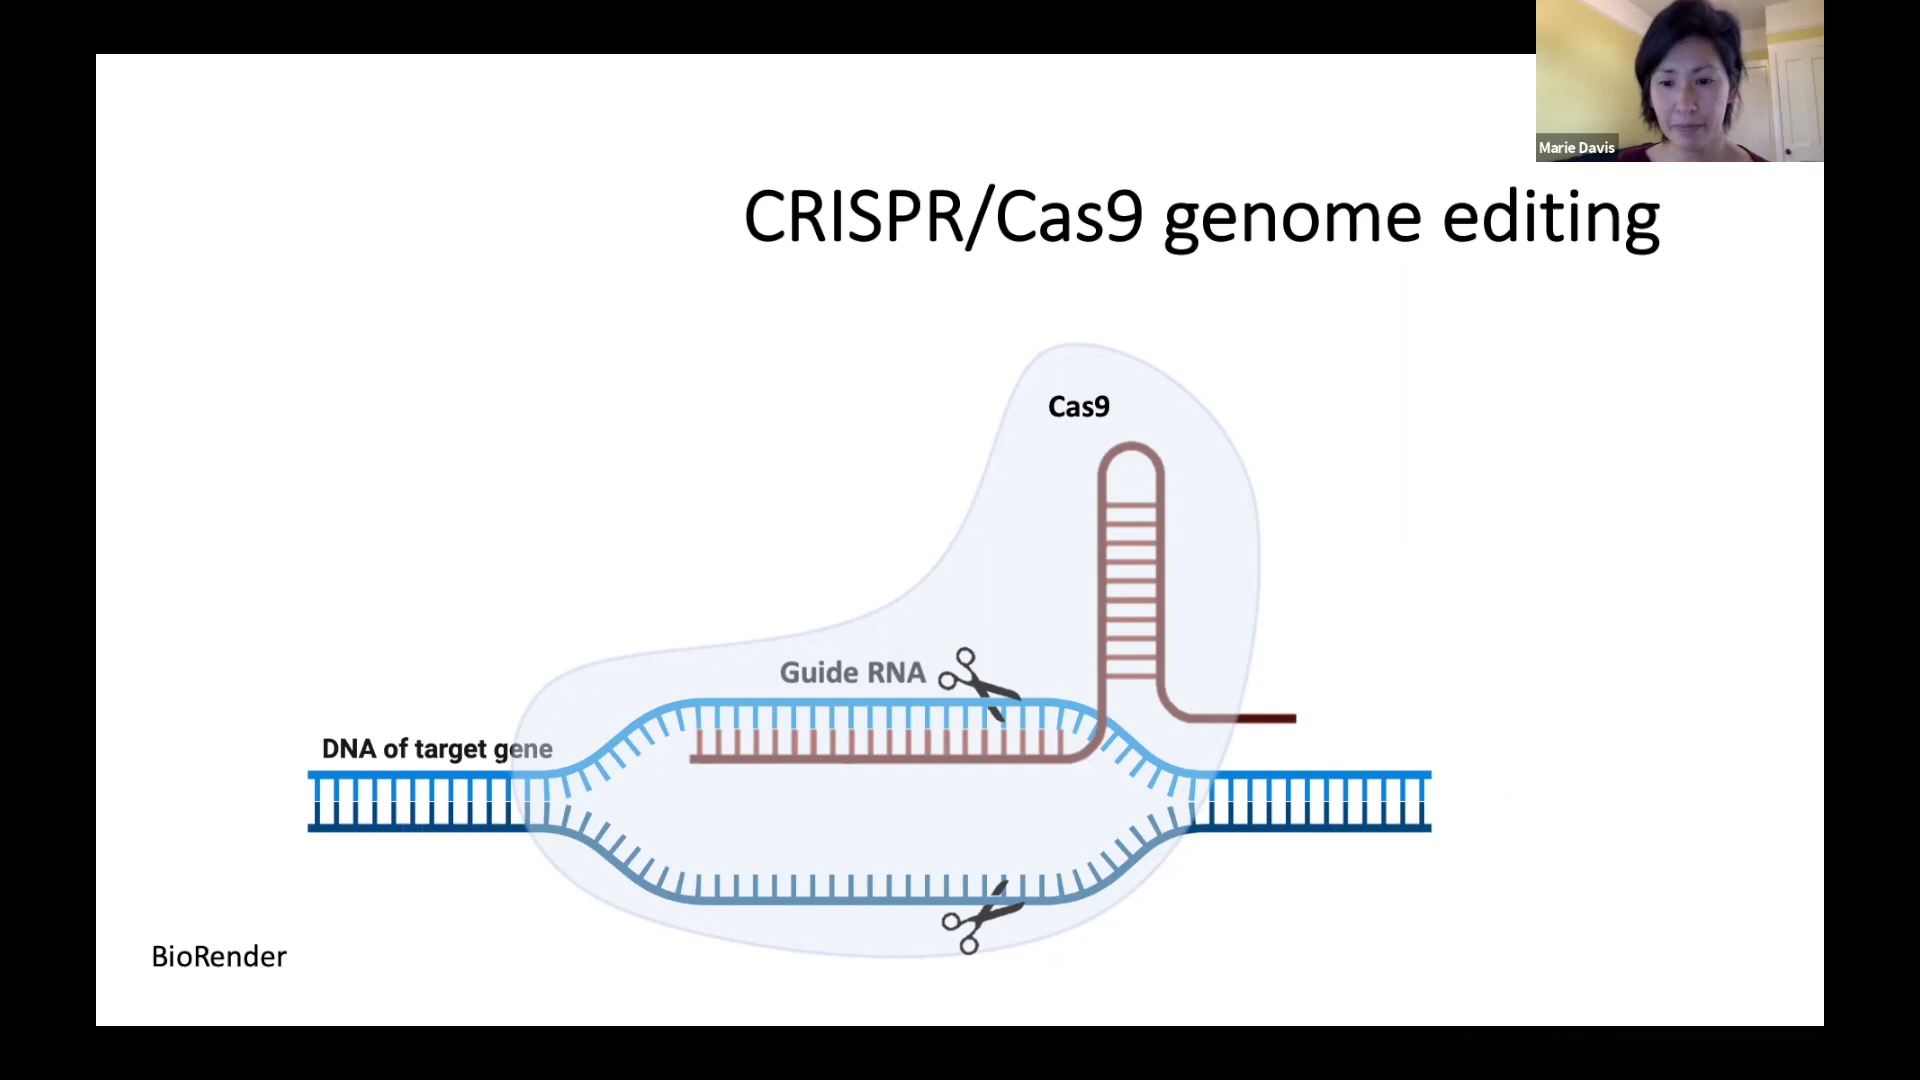 Marie Davis
CRISPR/Cas9 genome editing
Cas9
Guide RNA
DNA of target gene
BioRender